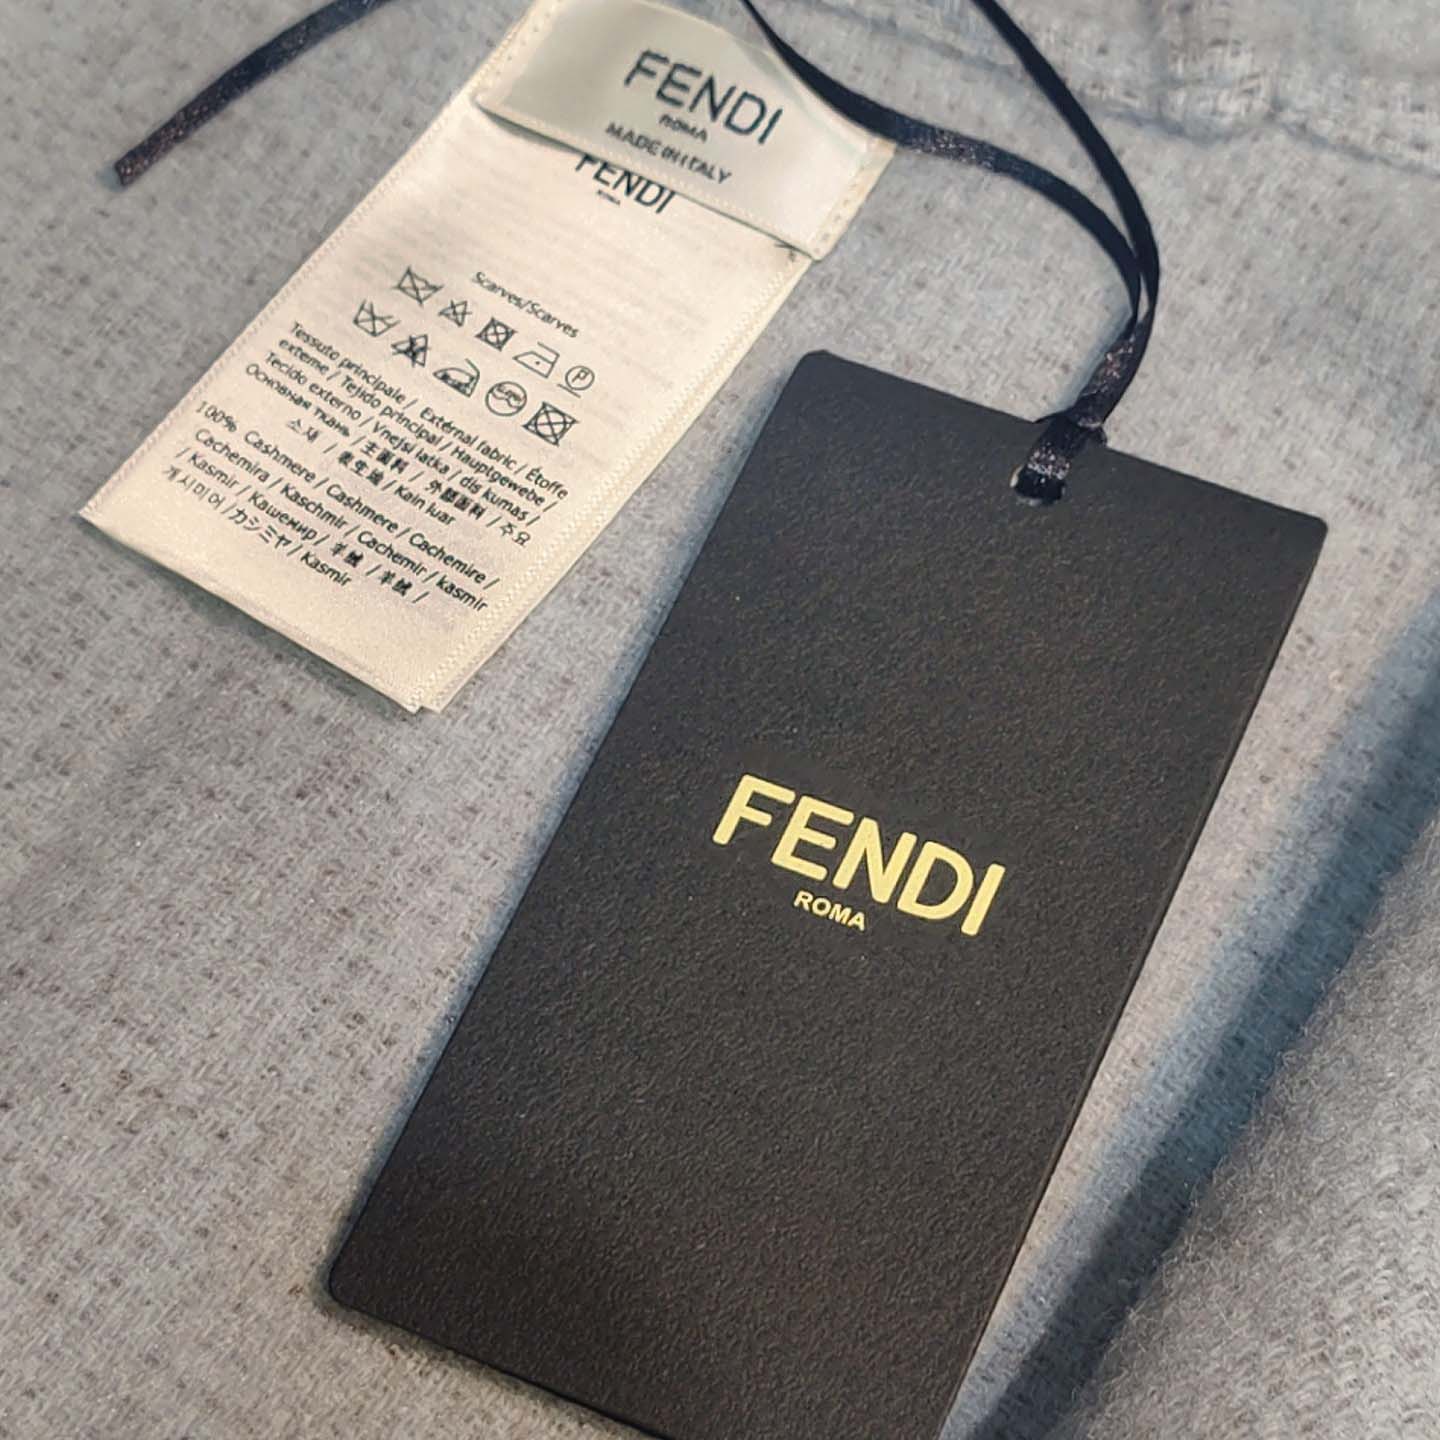 FENDI
ROMA
MADE IN ITALY
FENDI
ROMA
Scarves/Scarves
P
Tessuto principale / External fabric / Étoffe
externe / Tejido principal / Hauptgewebe /
Tecido externo / Vnejsi latka / dis kumas /
Основная ткань / 主面料 / 外層面料 / 주요
소재 / 表生地 / Kain luar
100% Cashmere / Cashmere / Cachemire /
Cachemira / Kaschmir / Cachemir / kasmir
/ Kasmir / Кашемир / 羊绒 / 羊絨 /
캐시미어 / カシミヤ / Kasmir
FENDI
ROMA